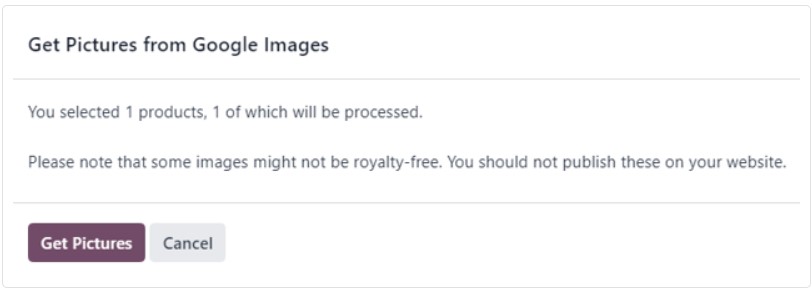 Get Pictures from Google Images
You selected 1 products, 1 of which will be processed.
Please note that some images might not be royalty-free. You should not publish these on your website.
Get Pictures Cancel